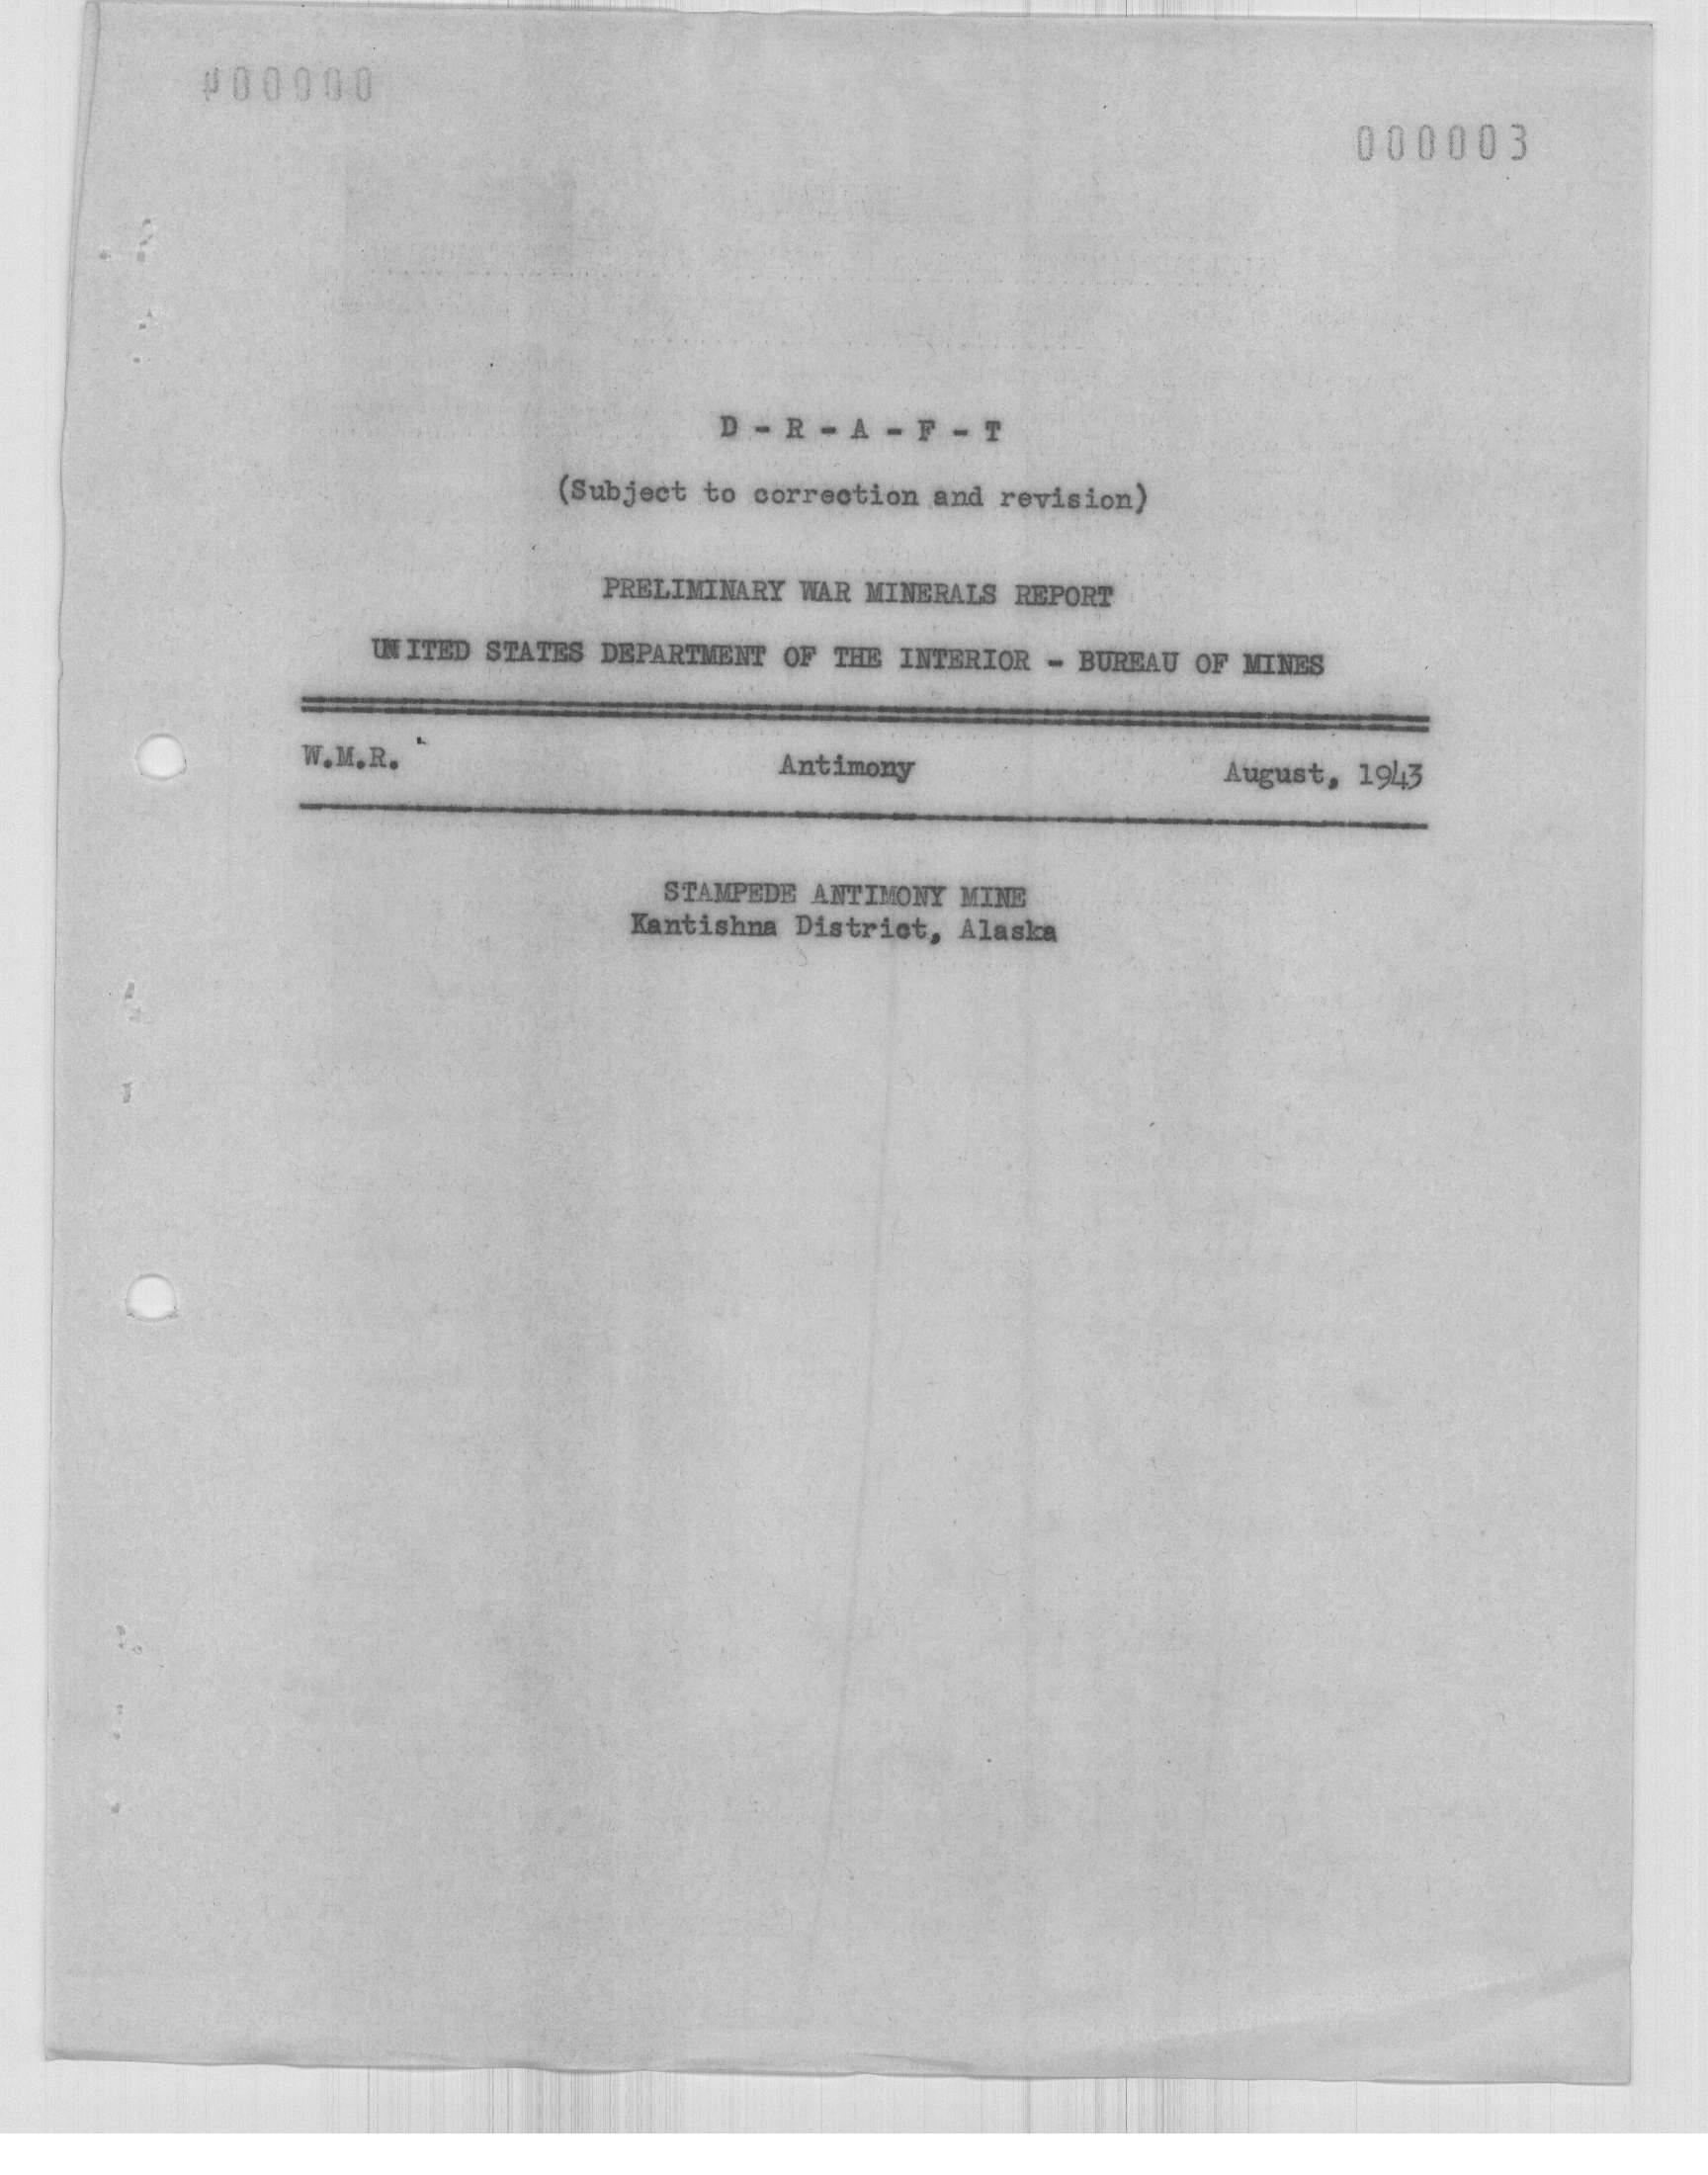 000003
D - R - A - F - T
(Subject to correction and revision)
PRELIMINARY WAR MINERALS REPORT
UNITED STATES DEPARTMENT OF THE INTERIOR - BUREAU OF MINES
W.M.R. Antimony August, 1943
STAMPEDE ANTIMONY MINE
Kantishna District, Alaska